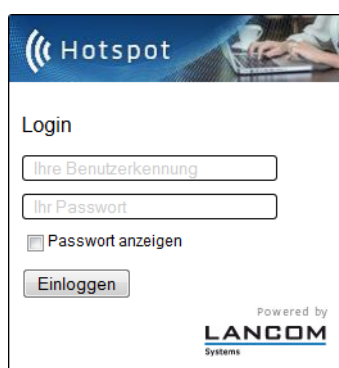 Hotspot
Login
Ihre Benutzerkennung
Ihr Passwort
Passwort anzeigen
Einloggen
Powered by
LANCOM
Systems